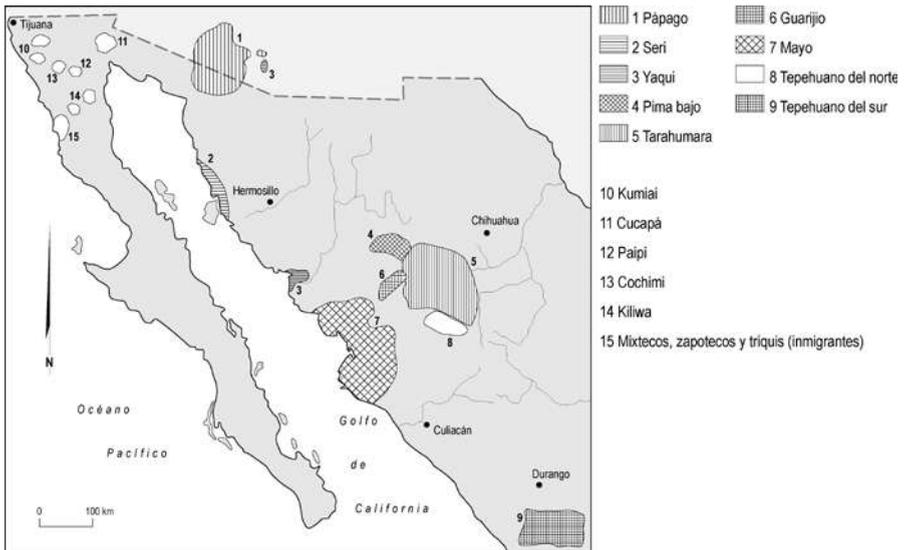 Tijuana
10
11
13
12
14
15
1
3
2
Hermosillo
Chihuahua
4
5
6
3
7
8
N
Océano
Pacífico
Golfo
de
California
Culiacán
Durango
9
0 100 km
1 Pàpago
2 Seri
3 Yaqui
4 Pima bajo
5 Tarahumara
6 Guarijio
7 Mayo
8 Tepehuano del norte
9 Tepehuano del sur
10 Kumiai
11 Cucapá
12 Paipi
13 Cochimi
14 Kiliwa
15 Mixtecos, zapotecos y triquis (inmigrantes)